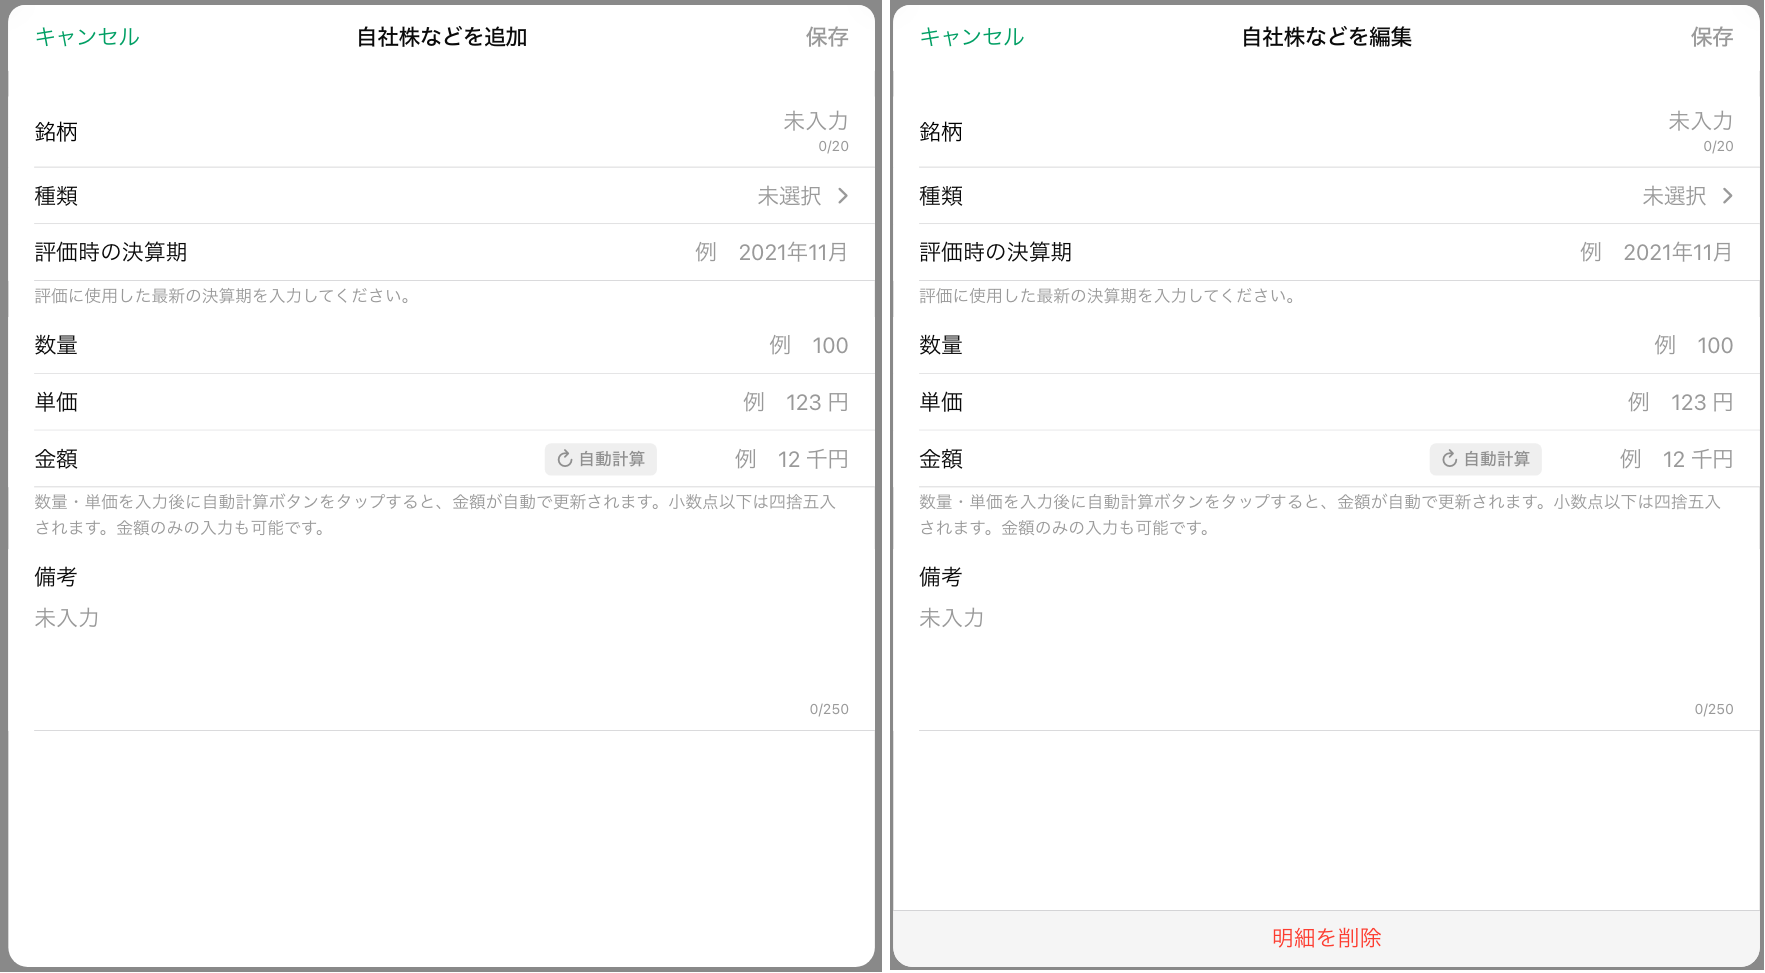 キャンセル 自社株などを追加 保存
銘柄 未入力
0/20
種類 未選択
評価時の決算期 例 2021年11月
評価に使用した最新の決算期を入力してください。
数量 例 100
単価 例 123 円
金額 自動計算 例 12 千円
数量・単価を入力後に自動計算ボタンをタップすると、金額が自動で更新されます。小数点以下は四捨五入
されます。金額のみの入力も可能です。
備考
未入力
0/250
キャンセル 自社株などを編集 保存
銘柄 未入力
0/20
種類 未選択
評価時の決算期 例 2021年11月
評価に使用した最新の決算期を入力してください。
数量 例 100
単価 例 123 円
金額 自動計算 例 12 千円
数量・単価を入力後に自動計算ボタンをタップすると、金額が自動で更新されます。小数点以下は四捨五入
されます。金額のみの入力も可能です。
備考
未入力
0/250
明細を削除